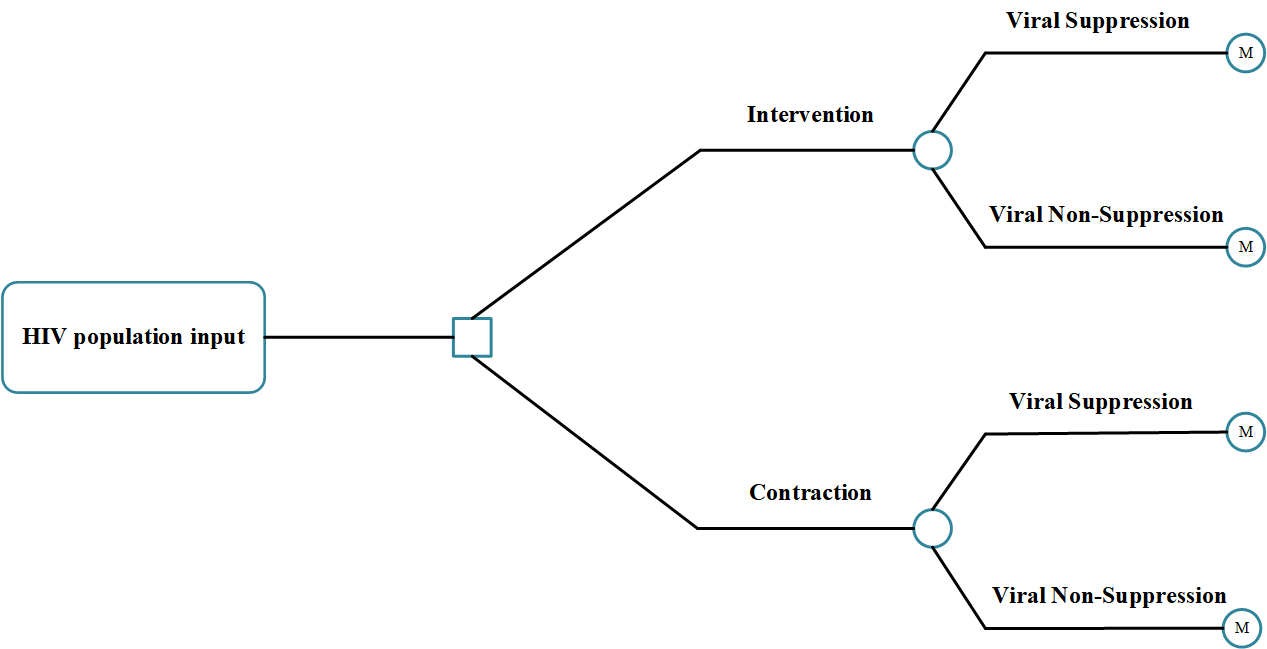 Viral Suppression
M
Intervention
Viral Non-Suppression
M
HIV population input
Viral Suppression
M
Contraction
Viral Non-Suppression
M